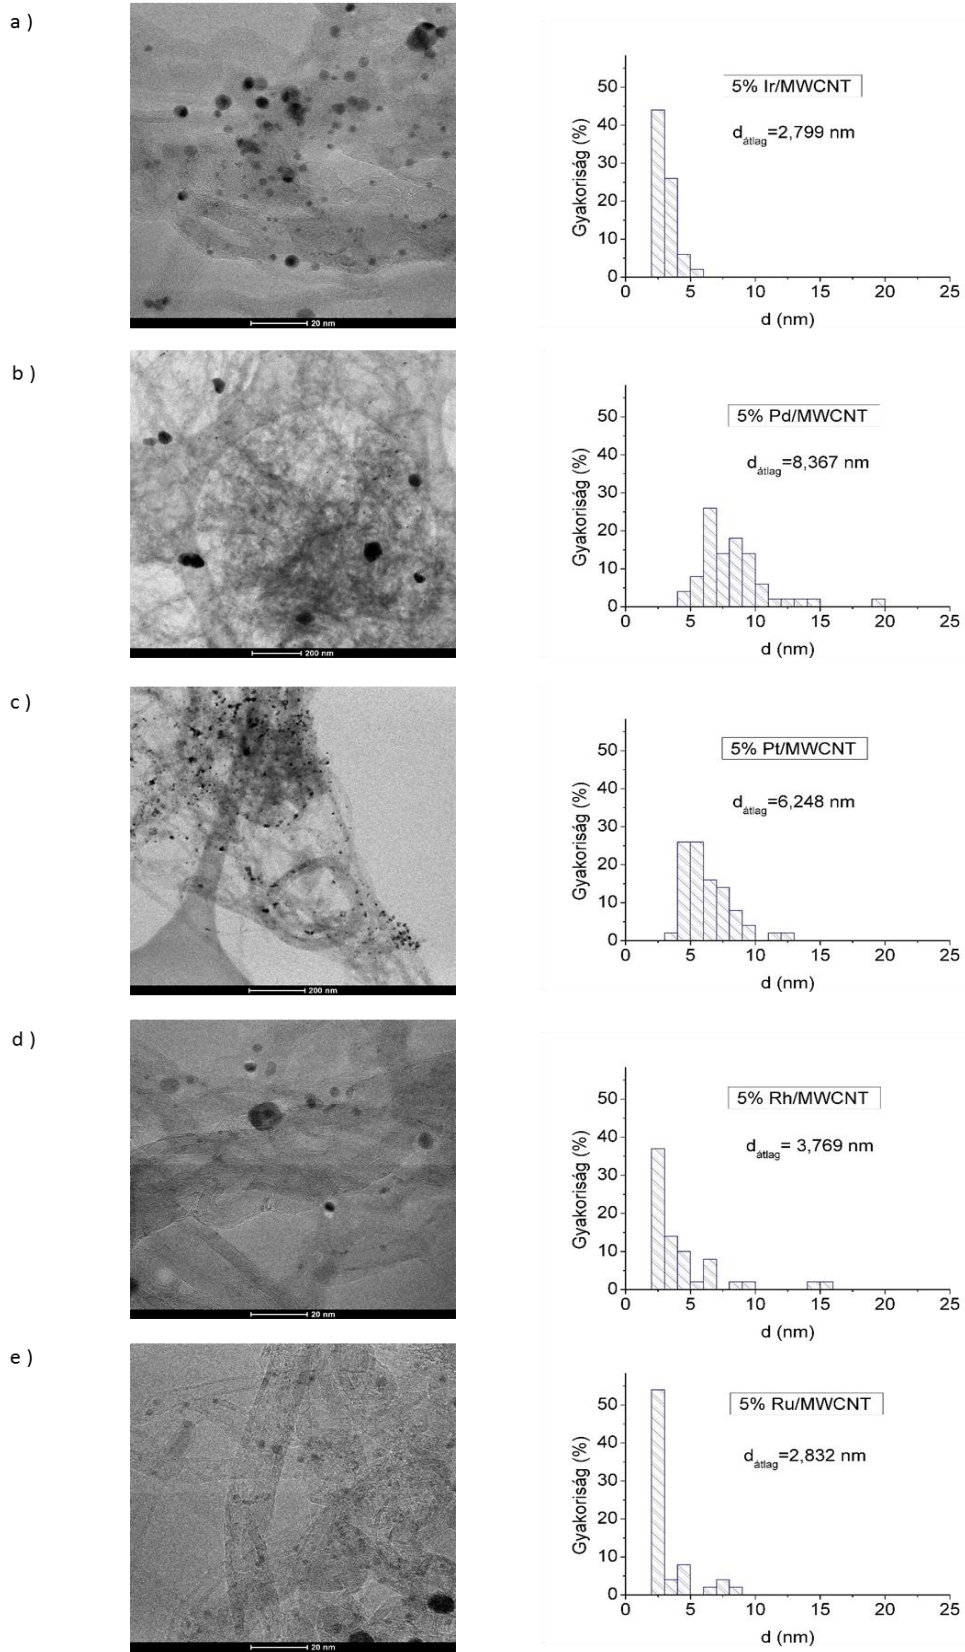 a )
20 nm
50
40
30
20
10
0
Gyakoriság (%)
5% Ir/MWCNT
dátlag=2,799 nm
0 5 10 15 20 25
d (nm)
b )
200 nm
50
40
30
20
10
0
Gyakoriság (%)
5% Pd/MWCNT
dátlag=8,367 nm
0 5 10 15 20 25
d (nm)
c )
200 nm
50
40
30
20
10
0
Gyakoriság (%)
5% Pt/MWCNT
dátlag=6,248 nm
0 5 10 15 20 25
d (nm)
d )
20 nm
50
40
30
20
10
0
Gyakoriság (%)
5% Rh/MWCNT
dátlag= 3,769 nm
0 5 10 15 20 25
d (nm)
e )
20 nm
50
40
30
20
10
0
Gyakoriság (%)
5% Ru/MWCNT
dátlag=2,832 nm
0 5 10 15 20 25
d (nm)